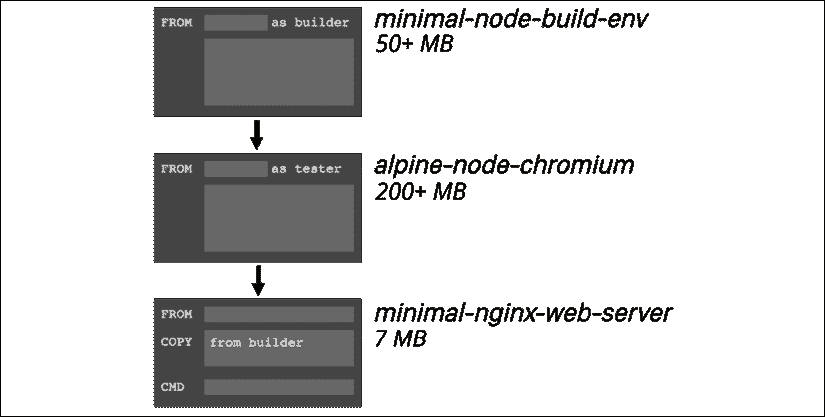 FROM as builder
minimal-node-build-env
50+ MB
FROM as tester
alpine-node-chromium
200+ MB
FROM
minimal-nginx-web-server
COPY from builder
7 MB
CMD